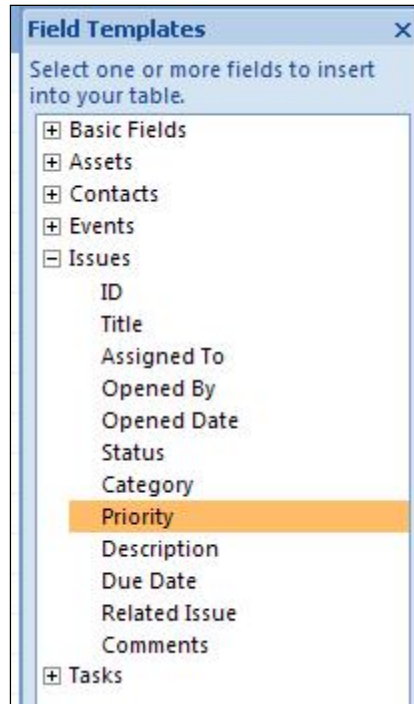 Field Templates
Select one or more fields to insert
into your table.
Basic Fields
Assets
Contacts
Events
Issues
ID
Title
Assigned To
Opened By
Opened Date
Status
Category
Priority
Description
Due Date
Related Issue
Comments
Tasks